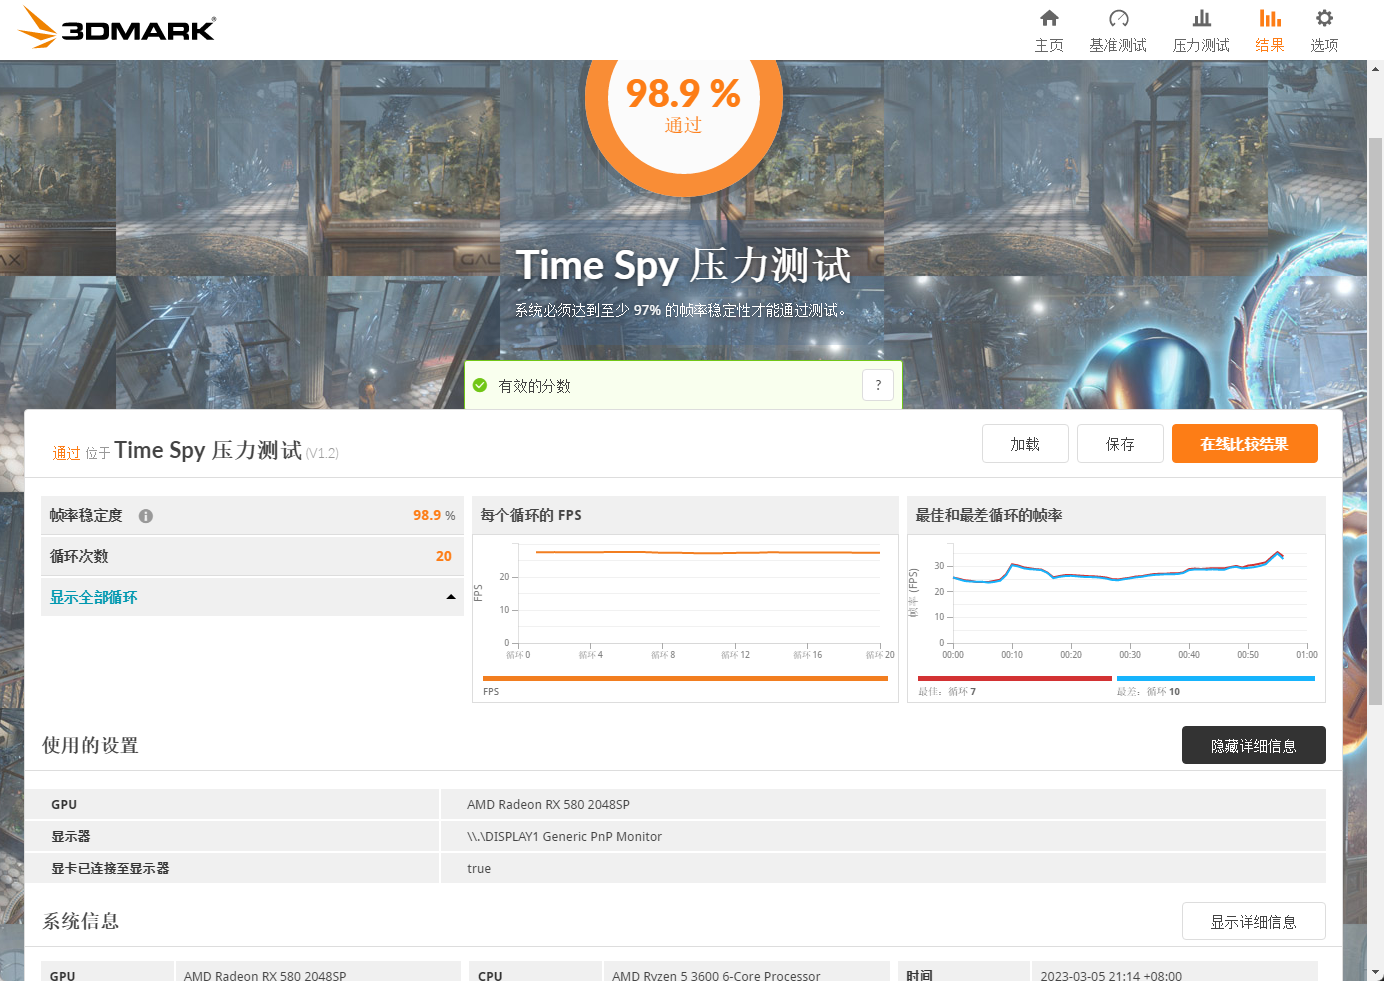 3DMARK®
主页
基准测试
压力测试
结果
选项
98.9 %
通过
Time Spy 压力测试
系统必须达到至少 97% 的帧率稳定性才能通过测试。
有效的分数
?
通过 位于 Time Spy 压力测试 (V1.2)
加载
保存
在线比较结果
帧率稳定度
98.9 %
循环次数
20
显示全部循环
每个循环的 FPS
FPS
20
10
0
循环 0
循环 4
循环 8
循环 12
循环 16
循环 20
FPS
最佳和最差循环的帧率
帧率 (FPS)
30
20
10
0
00:00
00:10
00:20
00:30
00:40
00:50
01:00
最佳：循环 7
最差：循环 10
使用的设置
隐藏详细信息
GPU
AMD Radeon RX 580 2048SP
显示器
\\.\DISPLAY1 Generic PnP Monitor
显卡已连接至显示器
true
系统信息
显示详细信息
GPU
AMD Radeon RX 580 2048SP
CPU
AMD Ryzen 5 3600 6-Core Processor
时间
2023-03-05 21:14 +08:00